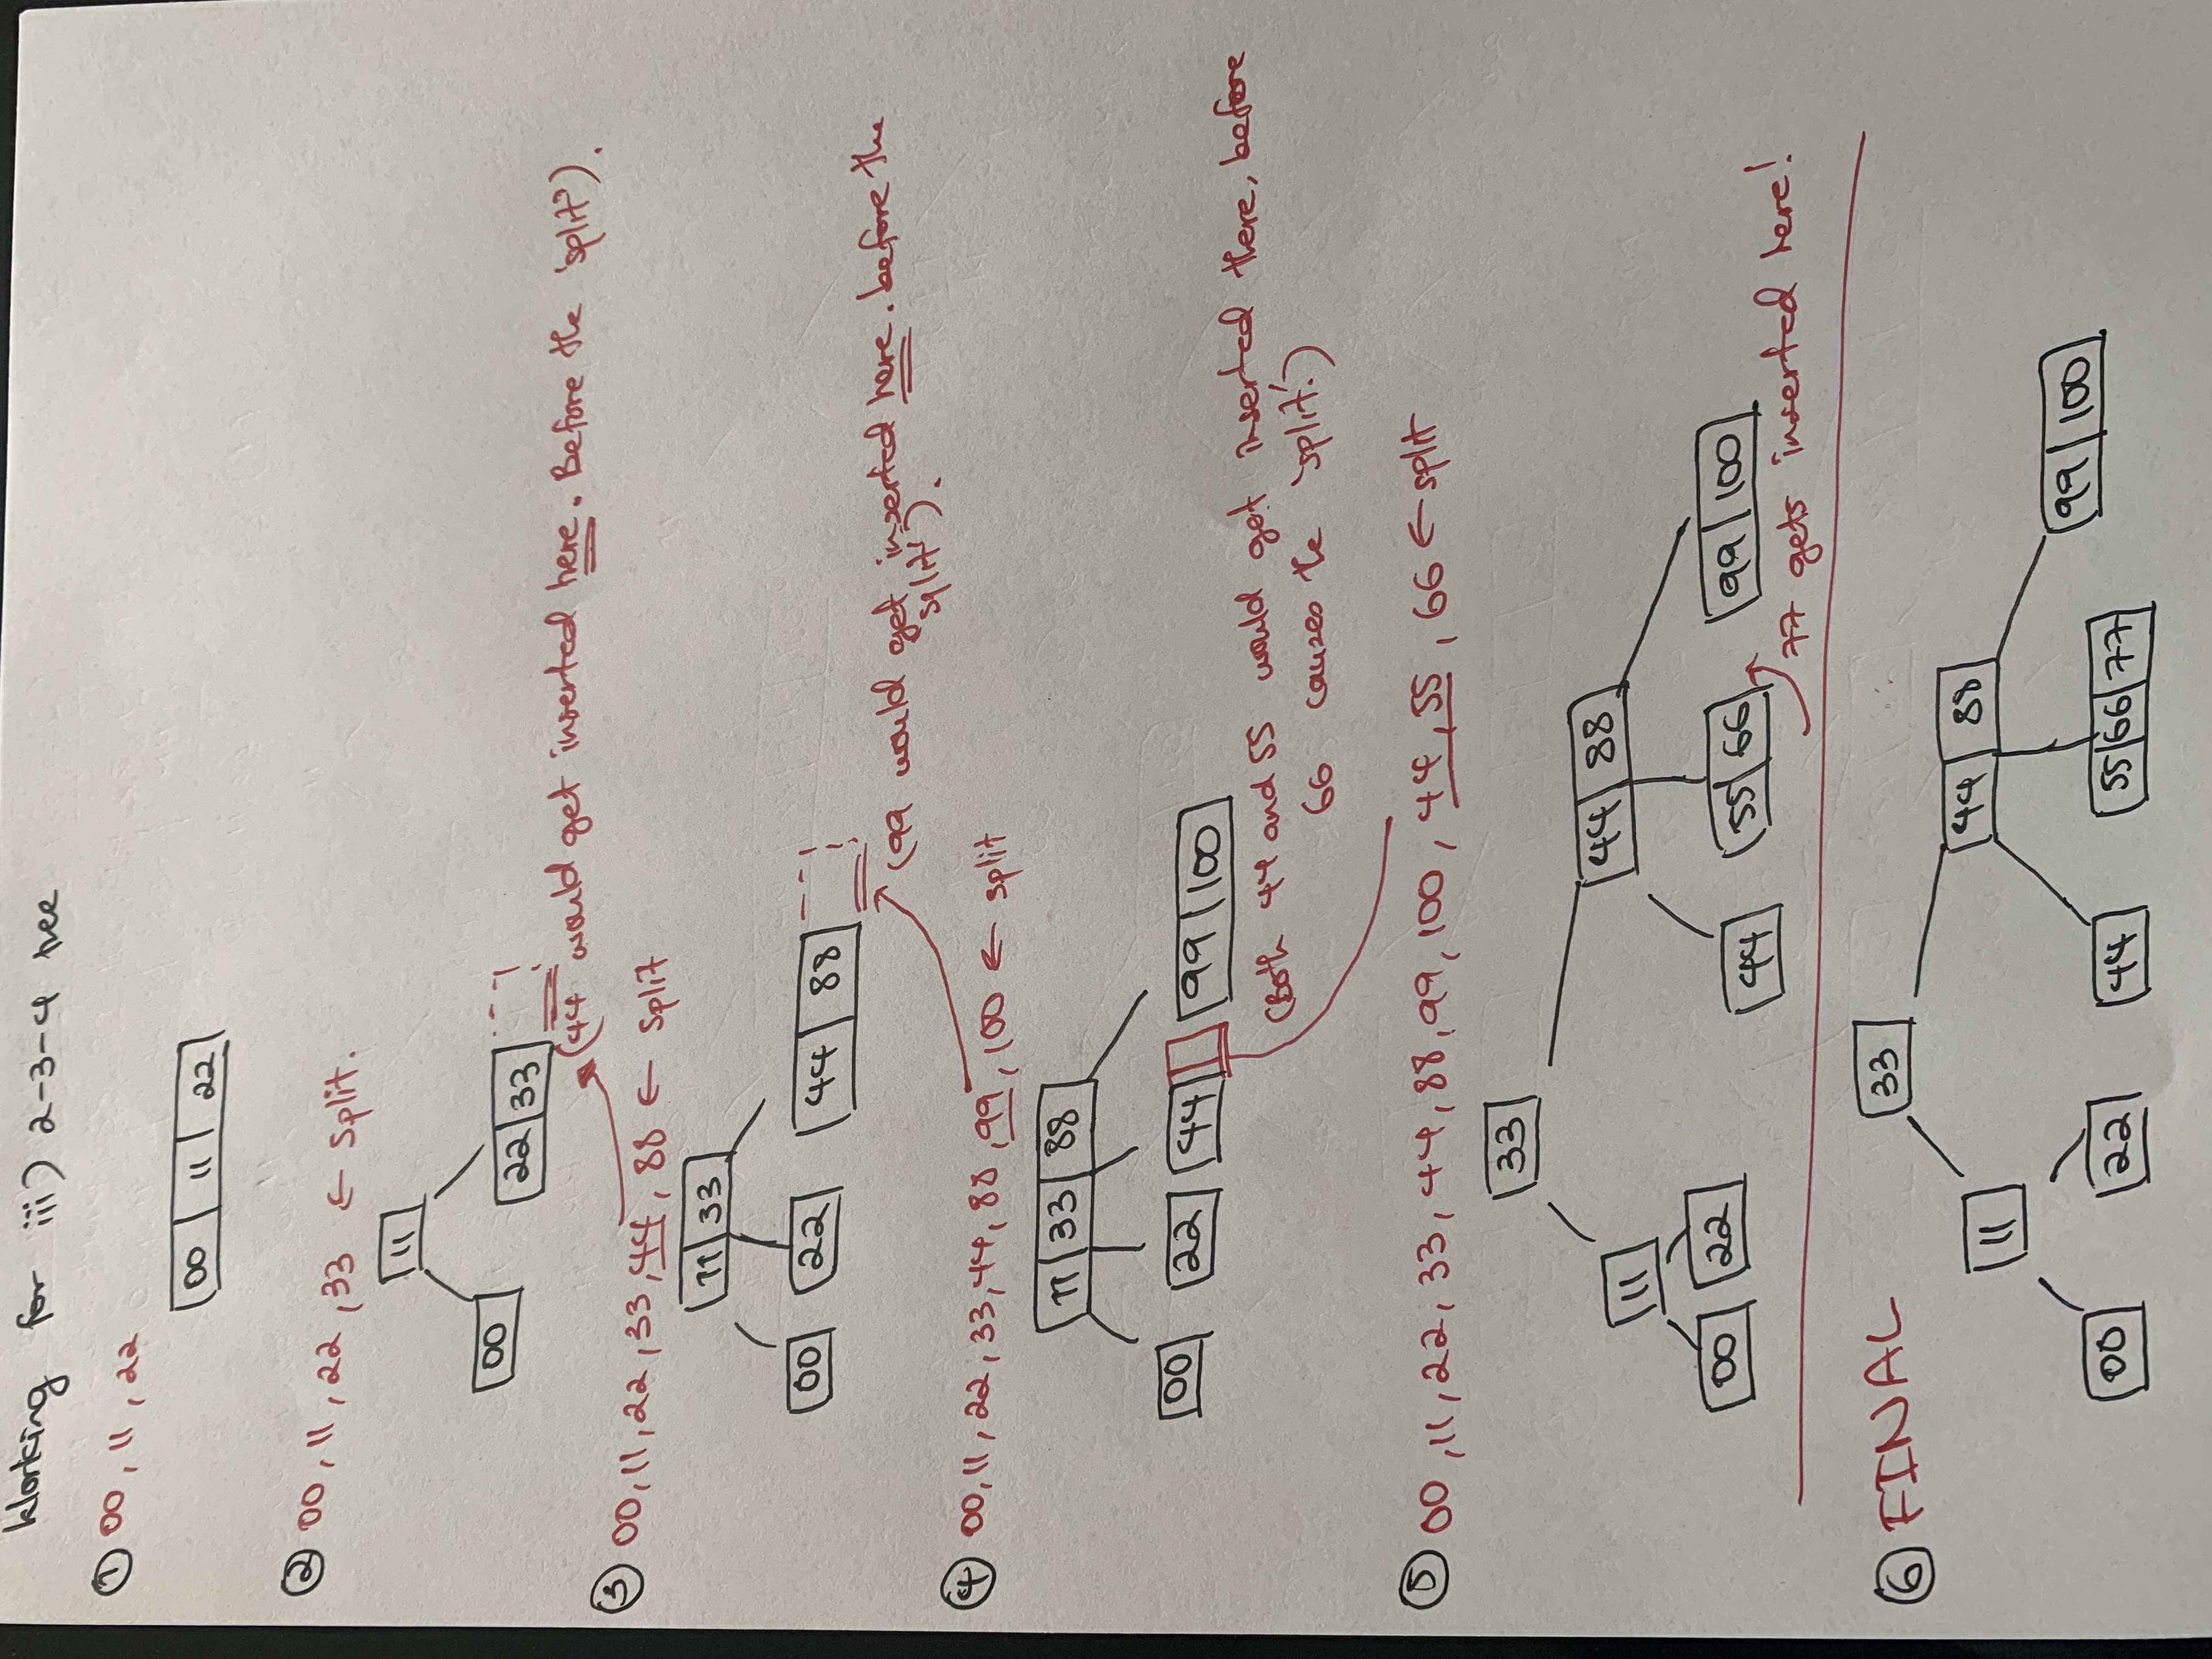 Working for iii) 2-3-4 tree
① 00, 11, 22
00 11 22
② 00, 11, 22, 33 ← split.
11
00
22 33
(44 would get inserted here. Before the 'split').
③ 00, 11, 22, 33, 44, 88 ← split
11 33
00 22 44 88
(99 would get inserted here. before the
'split').
④ 00, 11, 22, 33, 44, 88, 99, 100 ← split
11 33 88
00 22 44 99 100
(Both 44 and 55 would get inserted there, before
66 causes the 'split'.)
⑤ 00, 11, 22, 33, 44, 88, 99, 100, 44, 55, 66 ← split
33
11
44 88
00 22 44 55 66 99 100
77 gets inserted here!
⑥ FINAL
33
11
44 88
00 22 44 55 66 77 99 100